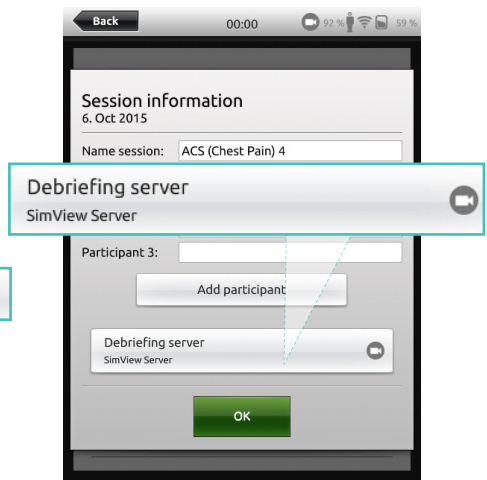 Back
00:00
92 %
59 %
Session information
6. Oct 2015
Name session:
ACS (Chest Pain) 4
Debriefing server
SimView Server
Participant 3:
Add participant
Debriefing server
SimView Server
OK